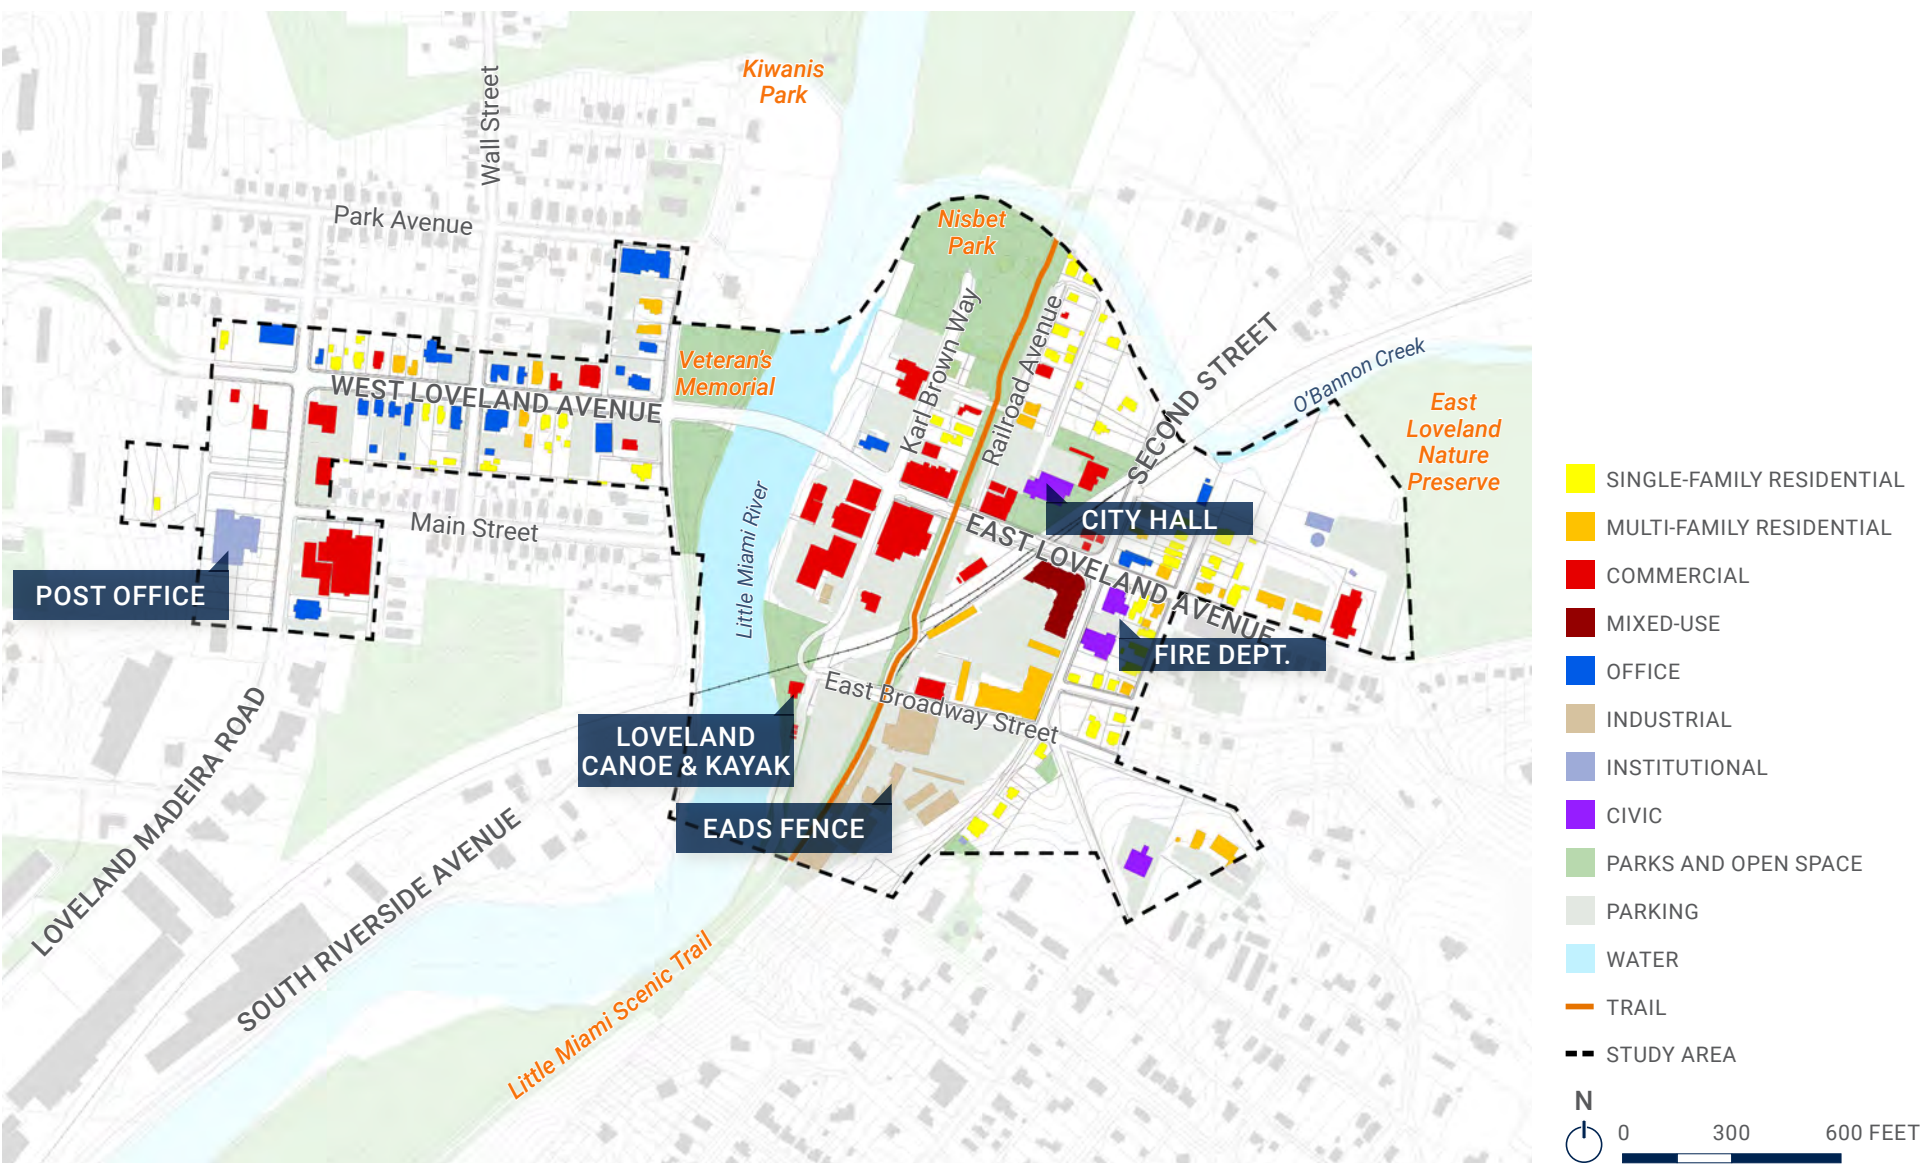 Kiwanis
Park
Wall Street
Park Avenue
Nisbet
Park
Karl Brown Way
Railroad Avenue
SECOND STREET
O'Bannon Creek
Veteran's
Memorial
WEST LOVELAND AVENUE
East
Loveland
Nature
Preserve
Main Street
Little Miami River
CITY HALL
EAST LOVELAND AVENUE
POST OFFICE
FIRE DEPT.
East Broadway Street
LOVELAND
CANOE & KAYAK
EADS FENCE
LOVELAND MADEIRA ROAD
SOUTH RIVERSIDE AVENUE
Little Miami Scenic Trail
SINGLE-FAMILY RESIDENTIAL
MULTI-FAMILY RESIDENTIAL
COMMERCIAL
MIXED-USE
OFFICE
INDUSTRIAL
INSTITUTIONAL
CIVIC
PARKS AND OPEN SPACE
PARKING
WATER
TRAIL
STUDY AREA
N
0 300 600 FEET